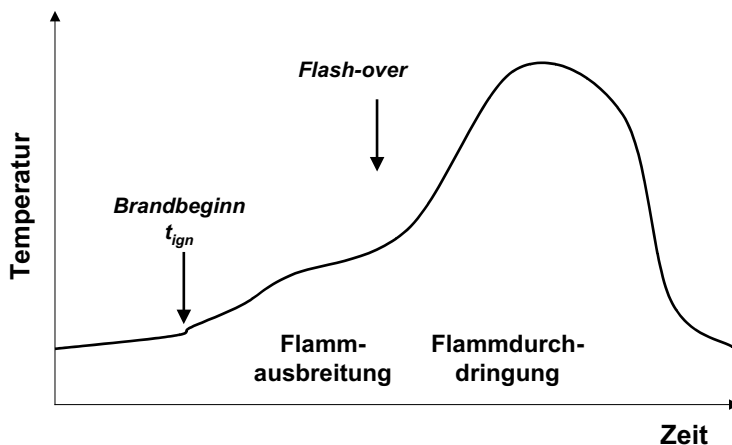 Flash-over
Temperatur
Brandbeginn
t_ign
Flamm-
ausbreitung
Flammdurch-
dringung
Zeit